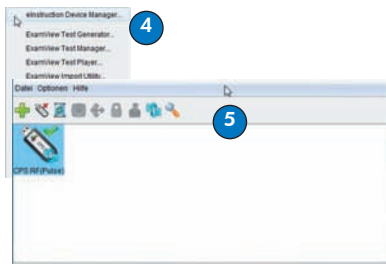 eInstruction Device Manager...
4
ExamView Test Generator...
ExamView Test Manager...
ExamView Test Player...
ExamView Import Utility...
Datei Optionen Hilfe
5
CPS RF(Pulse)